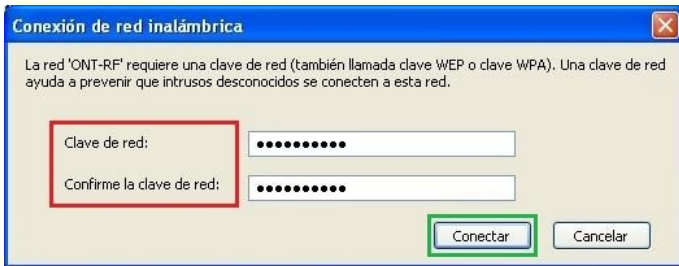 Conexión de red inalámbrica
La red 'ONT-RF' requiere una clave de red (también llamada clave WEP o clave WPA). Una clave de red
ayuda a prevenir que intrusos desconocidos se conecten a esta red.
Clave de red: ●●●●●●●●●●
Confirme la clave de red: ●●●●●●●●●●
Conectar Cancelar